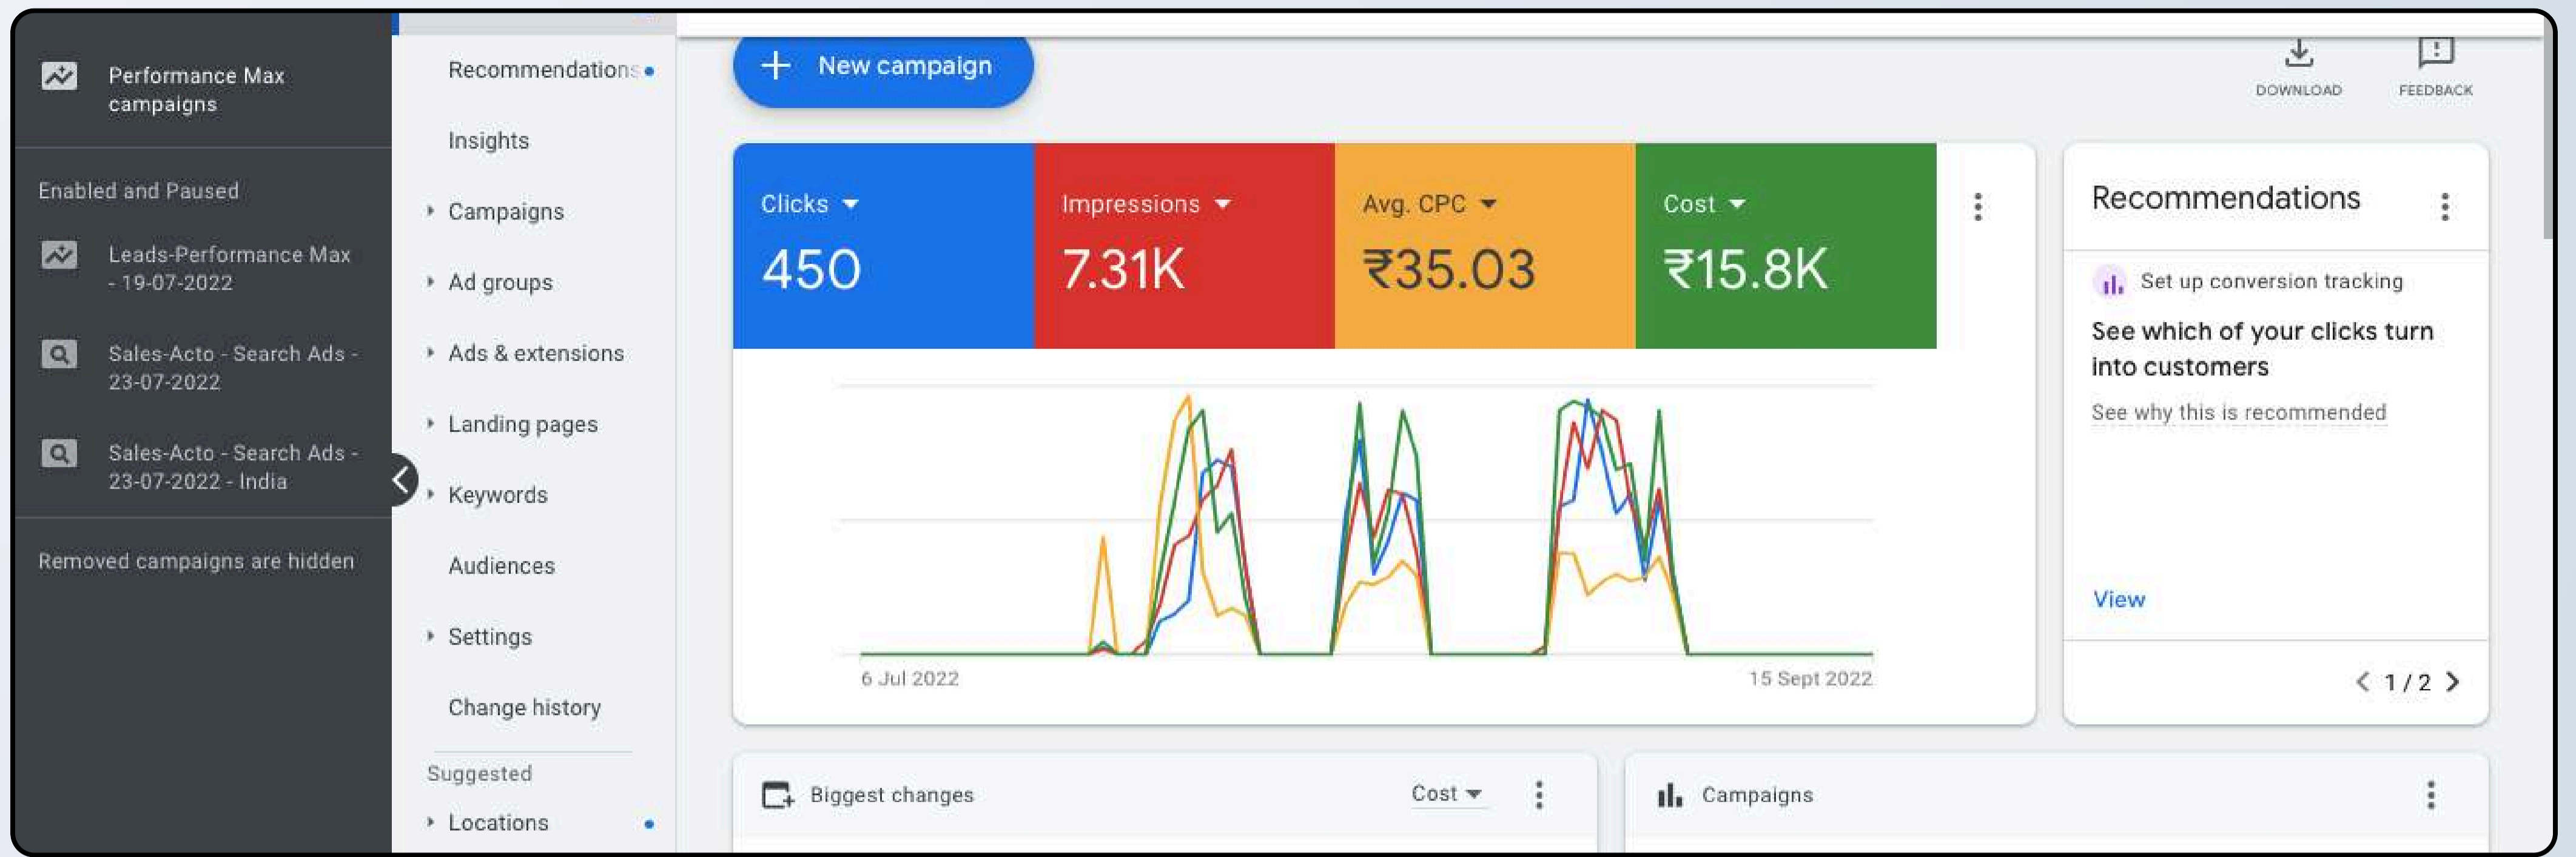 Performance Max
campaigns
Enabled and Paused
Leads-Performance Max
- 19-07-2022
Sales-Acto - Search Ads -
23-07-2022
Sales-Acto - Search Ads -
23-07-2022 - India
Removed campaigns are hidden
Recommendations
Insights
Campaigns
Ad groups
Ads & extensions
Landing pages
Keywords
Audiences
Settings
Change history
Suggested
Locations
+ New campaign
DOWNLOAD
FEEDBACK
Clicks
450
Impressions
7.31K
Avg. CPC
₹35.03
Cost
₹15.8K
6 Jul 2022
15 Sept 2022
Recommendations
Set up conversion tracking
See which of your clicks turn
into customers
See why this is recommended
View
1 / 2
Biggest changes
Cost
Campaigns